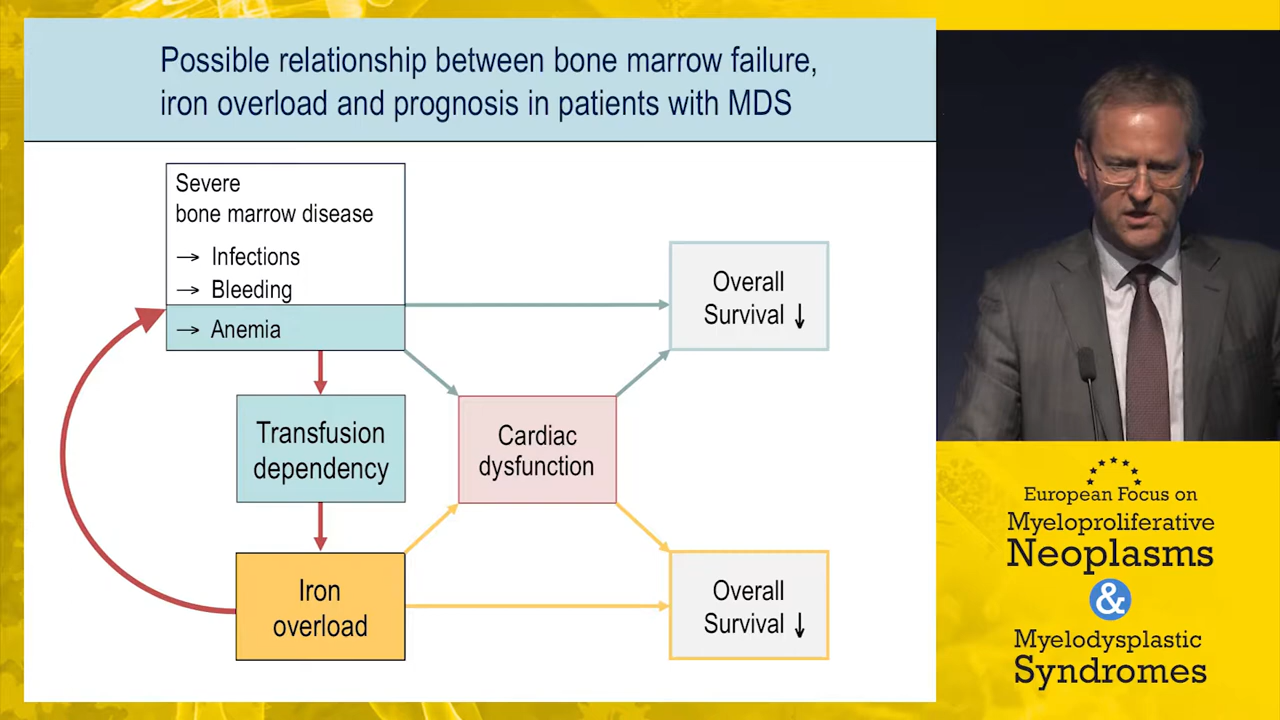 Possible relationship between bone marrow failure,
iron overload and prognosis in patients with MDS
Severe
bone marrow disease
→ Infections
→ Bleeding
→ Anemia
Transfusion
dependency
Iron
overload
Cardiac
dysfunction
Overall
Survival ↓
Overall
Survival ↓
European Focus on
Myeloproliferative
Neoplasms
&
Myelodysplastic
Syndromes